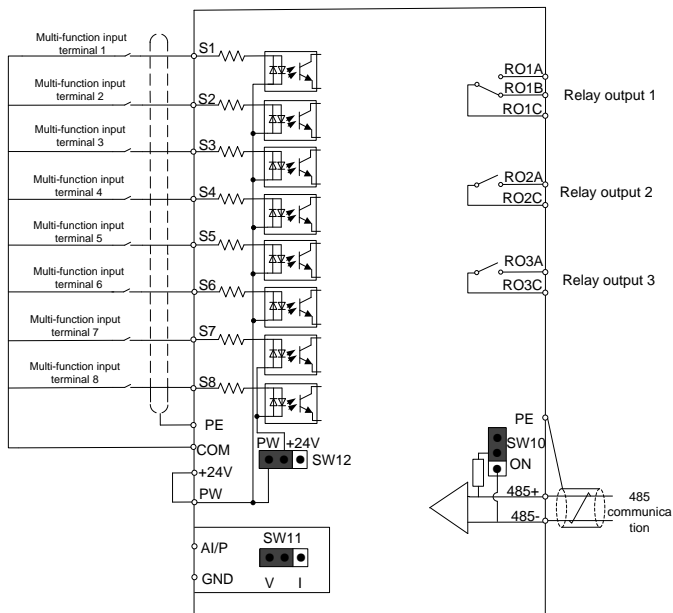 Multi-function input
terminal 1
S1
Multi-function input
terminal 2
S2
Multi-function input
terminal 3
S3
Multi-function input
terminal 4
S4
Multi-function input
terminal 5
S5
Multi-function input
terminal 6
S6
Multi-function input
terminal 7
S7
Multi-function input
terminal 8
S8
PE
COM
+24V
PW
PW +24V
SW12
AI/P
GND
SW11
V I
RO1A
RO1B
RO1C
Relay output 1
RO2A
RO2C
Relay output 2
RO3A
RO3C
Relay output 3
PE
SW10
ON
485+
485-
485
communica
tion